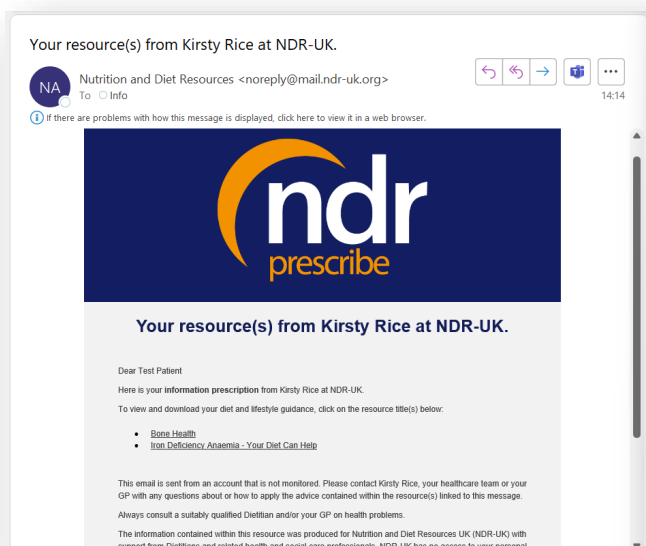 Your resource(s) from Kirsty Rice at NDR-UK.
NA
Nutrition and Diet Resources <noreply@mail.ndr-uk.org>
To Info
14:14
If there are problems with how this message is displayed, click here to view it in a web browser.
ndr
prescribe
Your resource(s) from Kirsty Rice at NDR-UK.
Dear Test Patient
Here is your information prescription from Kirsty Rice at NDR-UK.
To view and download your diet and lifestyle guidance, click on the resource title(s) below:
Bone Health
Iron Deficiency Anaemia - Your Diet Can Help
This email is sent from an account that is not monitored. Please contact Kirsty Rice, your healthcare team or your
GP with any questions about or how to apply the advice contained within the resource(s) linked to this message.
Always consult a suitably qualified Dietitian and/or your GP on health problems.
The information contained within this resource was produced for Nutrition and Diet Resources UK (NDR-UK) with
support from Dietitians and related health and social care professionals. NDR-UK has no access to your personal